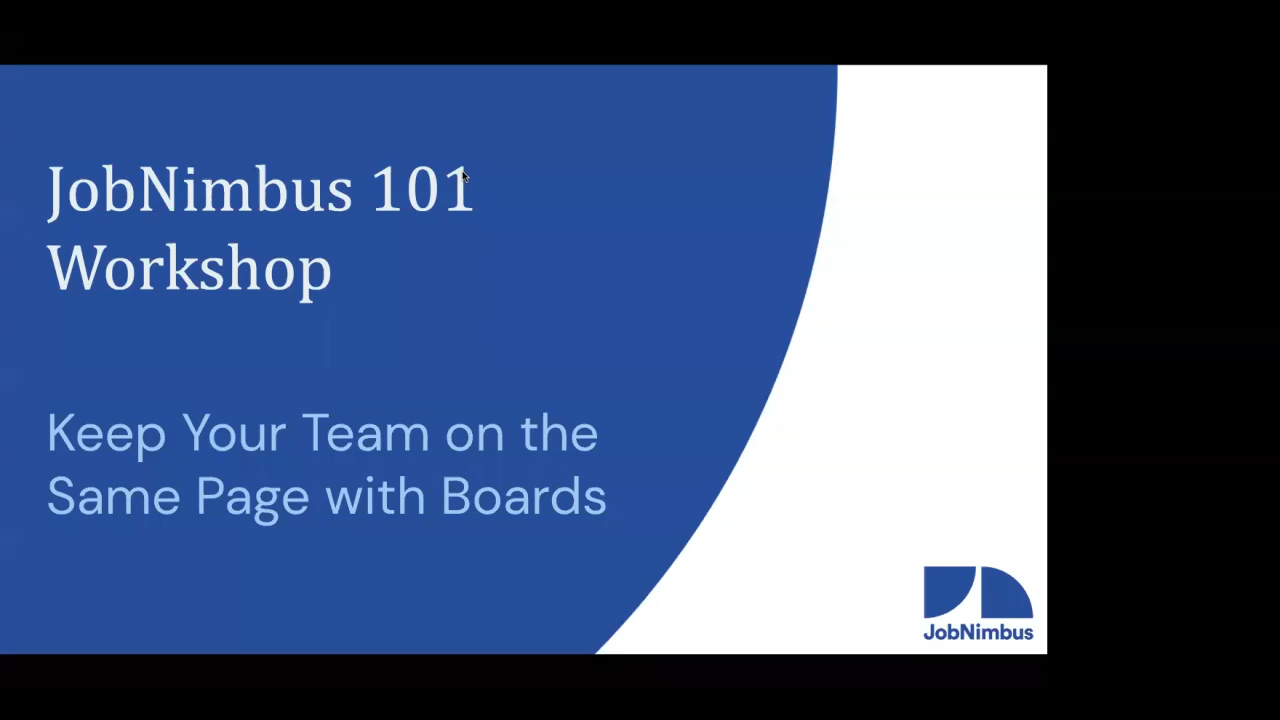 JobNimbus 101
Workshop
Keep Your Team on the
Same Page with Boards
JobNimbus